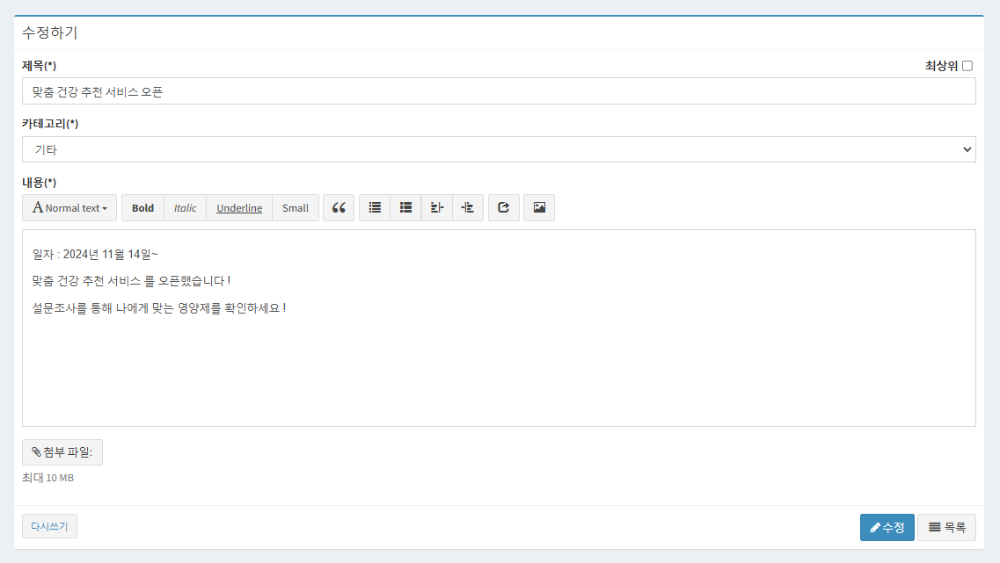 수정하기
제목(*) 최상위
맞춤 건강 추천 서비스 오픈
카테고리(*)
기타
내용(*)
A Normal text Bold Italic Underline Small
일자 : 2024년 11월 14일~
맞춤 건강 추천 서비스 를 오픈했습니다 !
설문조사를 통해 나에게 맞는 영양제를 확인하세요 !
첨부 파일:
최대 10 MB
다시쓰기 수정 목록